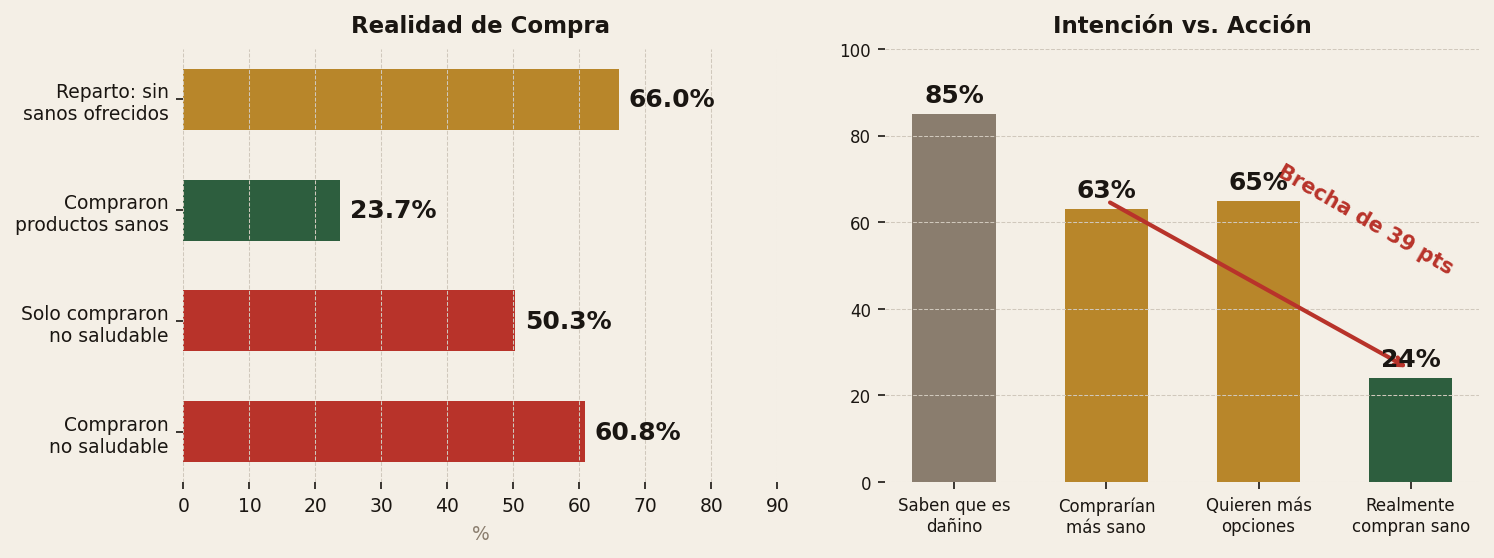 Realidad de Compra
Reparto: sin
sanos ofrecidos
66.0%
Compraron
productos sanos
23.7%
Solo compraron
no saludable
50.3%
Compraron
no saludable
60.8%
0 10 20 30 40 50 60 70 80 90
%
Intención vs. Acción
100
80
60
40
20
0
85%
63%
65%
24%
Brecha de 39 pts
Saben que es
dañino
Comprarían
más sano
Quieren más
opciones
Realmente
compran sano